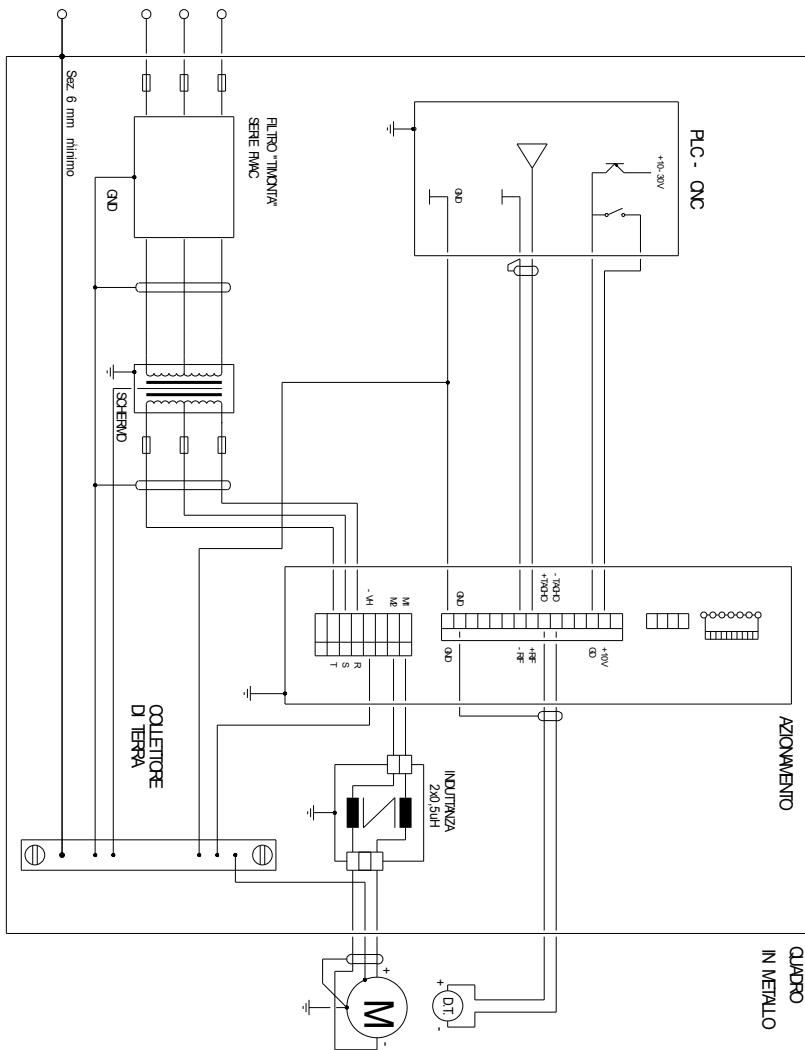 Sez. 6 mm minimo
FILTRO "TIMONTA"
SERIE FMAC
GND
SCHERMO
PLC - CNC
+10-30V
GND
- VH
M2
M1
T
S
R
GND
+ TACHO
- TACHO
GND
- RIF
+RIF
GD
+10V
AZIONAMENTO
COLLETTORE
DI TERRA
INDUTTANZA
2x0,5uH
+
M
-
+
D.T.
-
QUADRO
IN METALLO